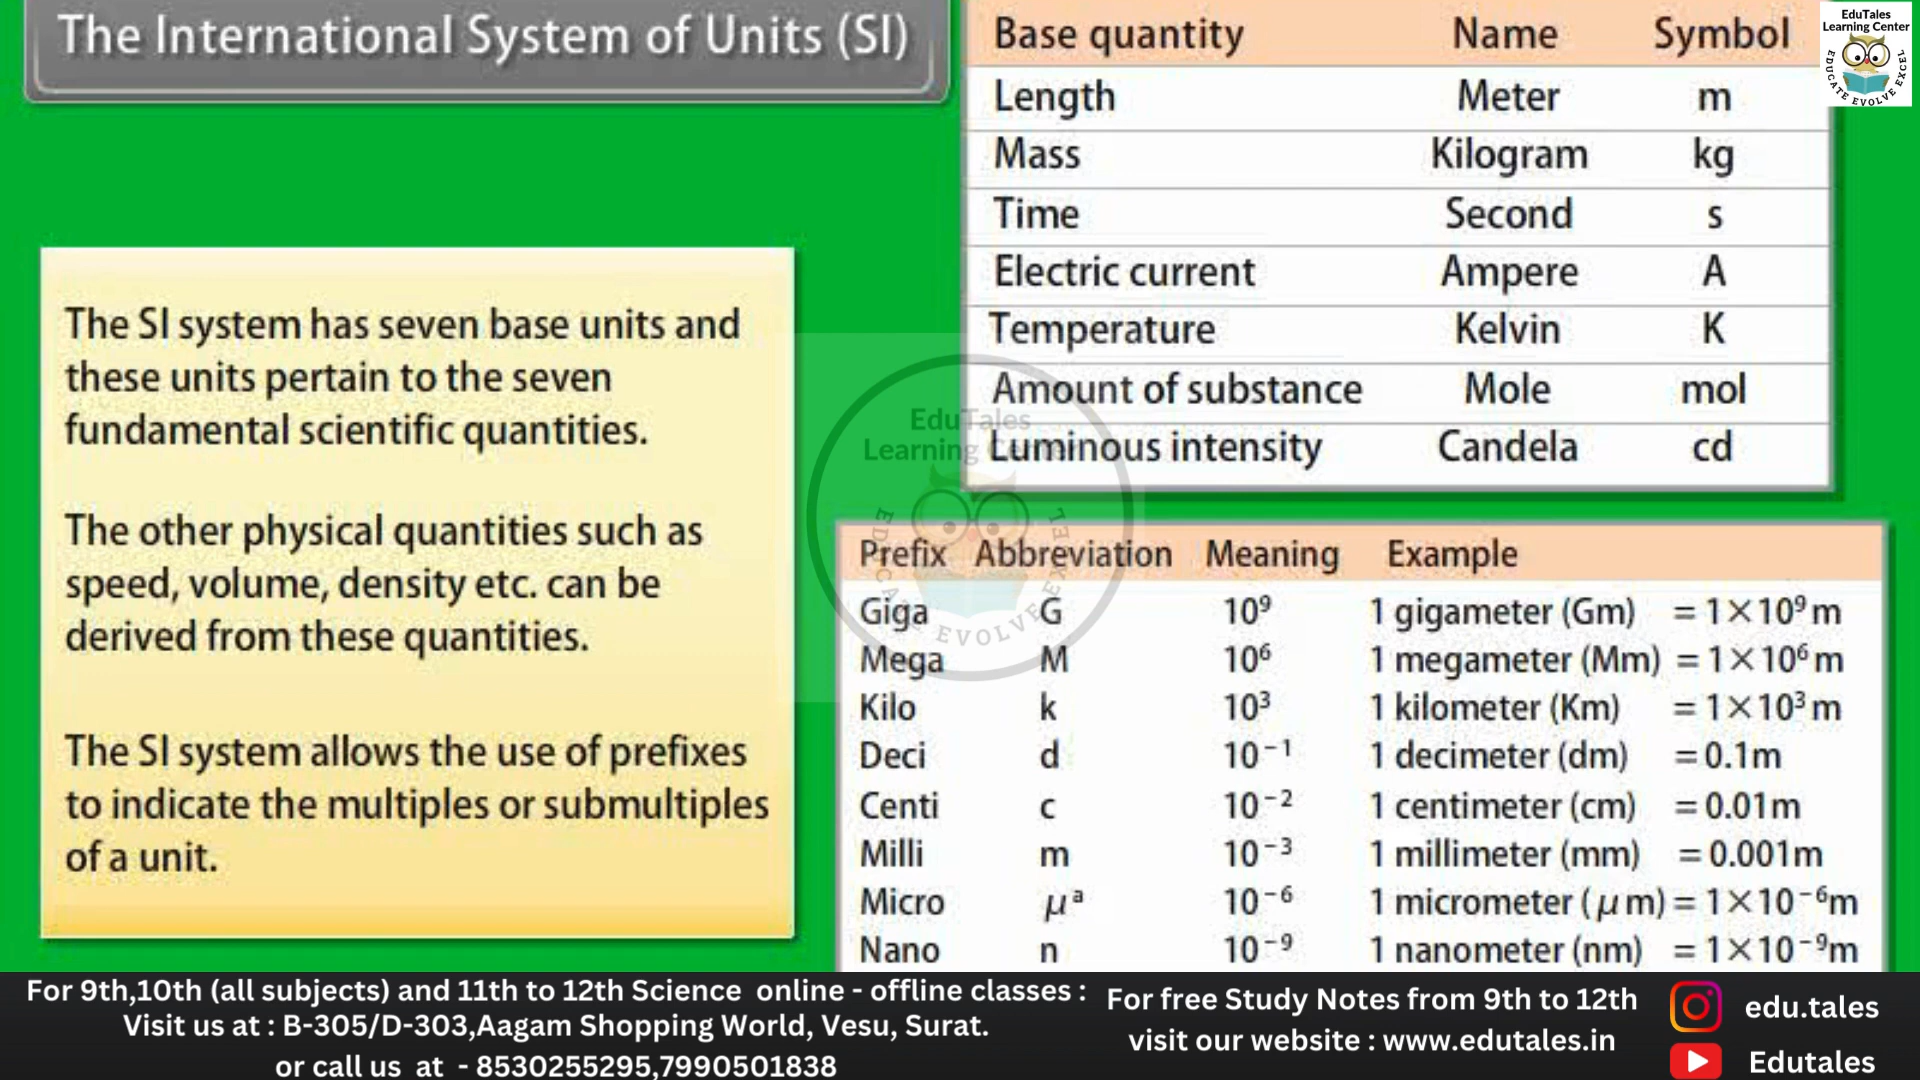 The International System of Units (SI)
Base quantity Name Symbol
Length Meter m
Mass Kilogram kg
Time Second s
Electric current Ampere A
Temperature Kelvin K
Amount of substance Mole mol
Luminous intensity Candela cd
EduTales
Learning Center
EDUCATE EVOLVE EXCEL
The SI system has seven base units and
these units pertain to the seven
fundamental scientific quantities.
The other physical quantities such as
speed, volume, density etc. can be
derived from these quantities.
The SI system allows the use of prefixes
to indicate the multiples or submultiples
of a unit.
EduTales
Learning Center
EDUCATE EVOLVE EXCEL
Prefix Abbreviation Meaning Example
Giga G 10⁹ 1 gigameter (Gm) = 1×10⁹ m
Mega M 10⁶ 1 megameter (Mm) = 1×10⁶ m
Kilo k 10³ 1 kilometer (Km) = 1×10³ m
Deci d 10⁻¹ 1 decimeter (dm) = 0.1m
Centi c 10⁻² 1 centimeter (cm) = 0.01m
Milli m 10⁻³ 1 millimeter (mm) = 0.001m
Micro μᵃ 10⁻⁶ 1 micrometer (μm) = 1×10⁻⁶m
Nano n 10⁻⁹ 1 nanometer (nm) = 1×10⁻⁹m
For 9th,10th (all subjects) and 11th to 12th Science online - offline classes :
Visit us at : B-305/D-303,Aagam Shopping World, Vesu, Surat.
or call us at - 8530255295,7990501838
For free Study Notes from 9th to 12th
visit our website : www.edutales.in
edu.tales
Edutales